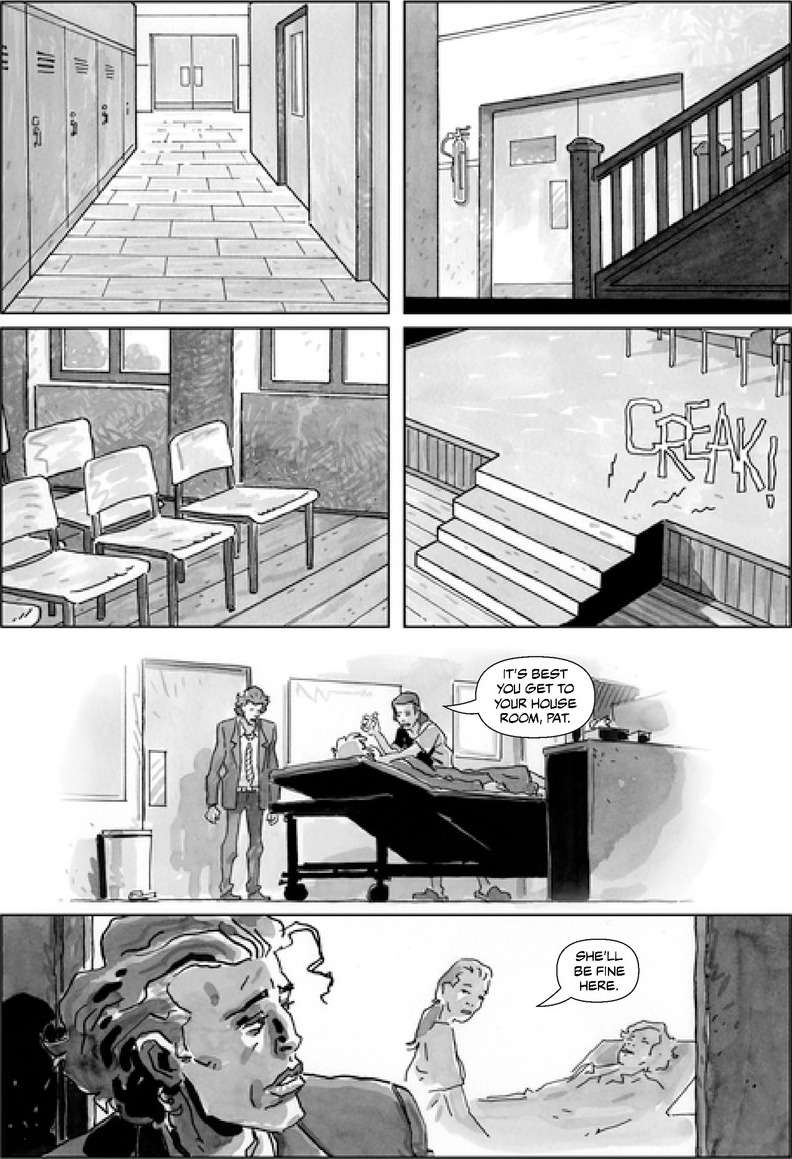 CREAK!
IT'S BEST
YOU GET TO
YOUR HOUSE
ROOM, PAT.
SHE'LL
BE FINE
HERE.